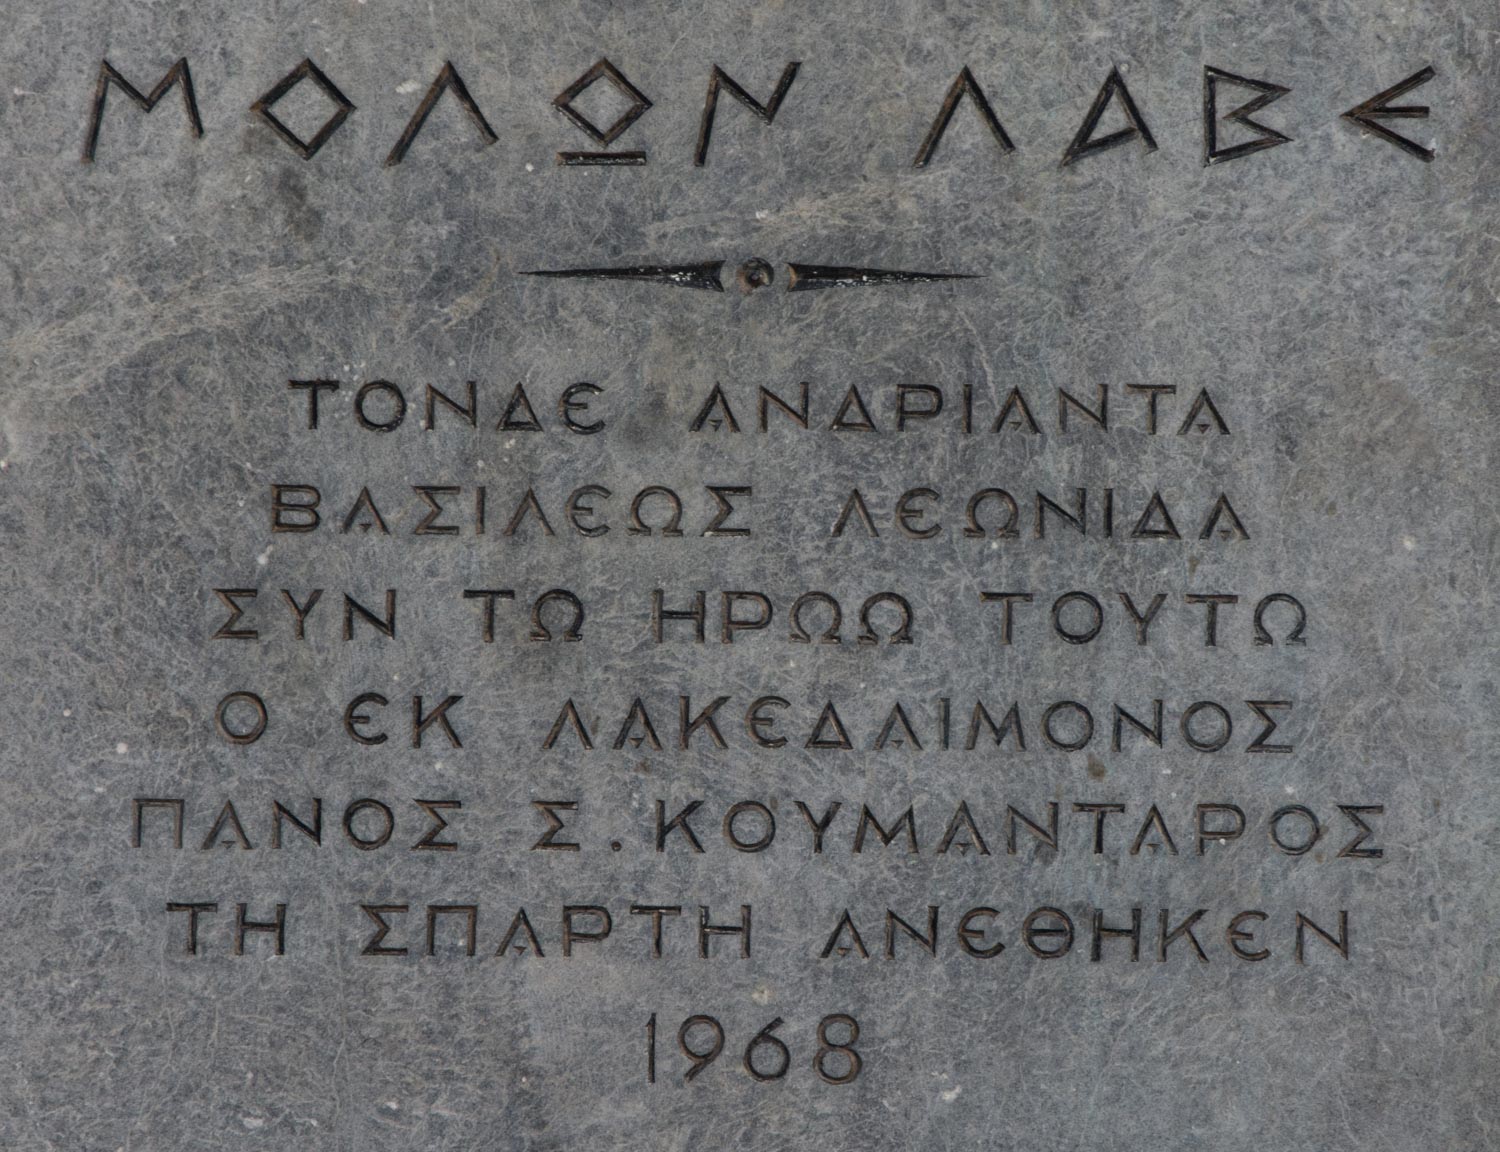 ΜΟΛΩΝ ΛΑΒΕ
ΤΟΝΔΕ ΑΝΔΡΙΑΝΤΑ
ΒΑΣΙΛΕΩΣ ΛΕΩΝΙΔΑ
ΣΥΝ ΤΩ ΗΡΩΩ ΤΟΥΤΩ
Ο ΕΚ ΛΑΚΕΔΑΙΜΟΝΟΣ
ΠΑΝΟΣ Σ. ΚΟΥΜΑΝΤΑΡΟΣ
ΤΗ ΣΠΑΡΤΗ ΑΝΕΘΗΚΕΝ
1968